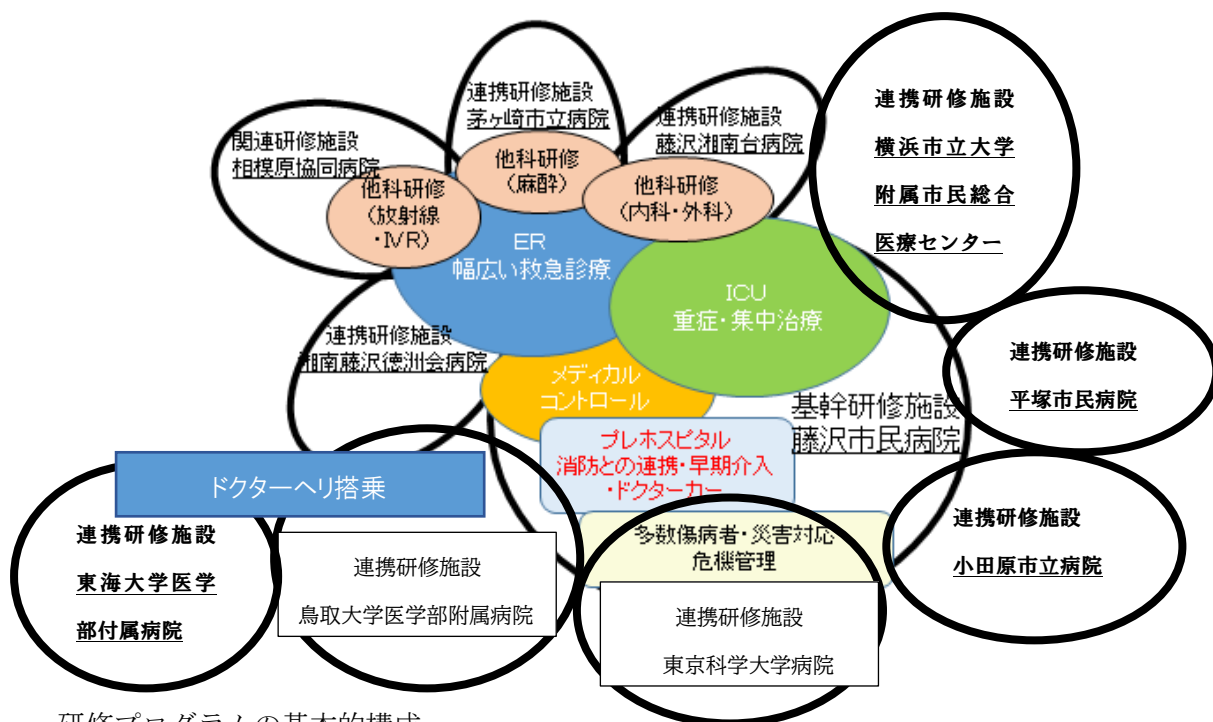 連携研修施設
茅ヶ崎市立病院
連携研修施設
藤沢湘南台病院
関連研修施設
相模原協同病院
連携研修施設
横浜市立大学
附属市民総合
医療センター
他科研修
(麻酔)
他科研修
(放射線
・IVR)
他科研修
(内科・外科)
ER
幅広い救急診療
ICU
重症・集中治療
連携研修施設
湘南藤沢徳洲会病院
連携研修施設
平塚市民病院
メディカル
コントロール
基幹研修施設
藤沢市民病院
プレホスピタル
消防との連携・早期介入
・ドクターカー
ドクターヘリ搭乗
連携研修施設
東海大学医学
部付属病院
連携研修施設
鳥取大学医学部附属病院
多数傷病者・災害対応
危機管理
連携研修施設
東京科学大学病院
連携研修施設
小田原市立病院
研修プログラムの基本的構成